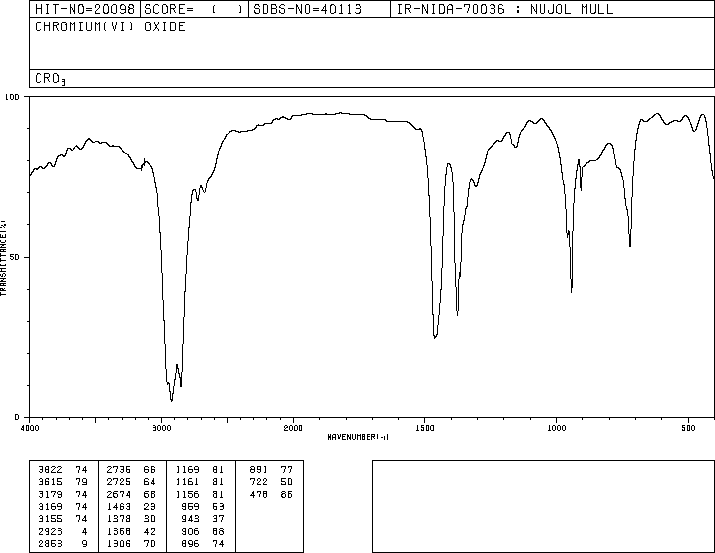 HIT-NO=20098 SCORE= ( ) SDBS-NO=40113 IR-NIDA-70036 : NUJOL MULL
CHROMIUM(VI) OXIDE
CRO3
100
50
0
TRANSMITTANCE(%)
4000 3000 2000 1500 1000 500
WAVENUMBER(-1)
3822 74 2736 66 1169 81 891 77
3615 79 2725 64 1161 81 722 50
3179 74 2674 68 1156 81 478 86
3169 74 1463 23 959 53
3155 74 1378 30 943 37
2923 4 1368 42 906 88
2853 9 1306 70 896 74